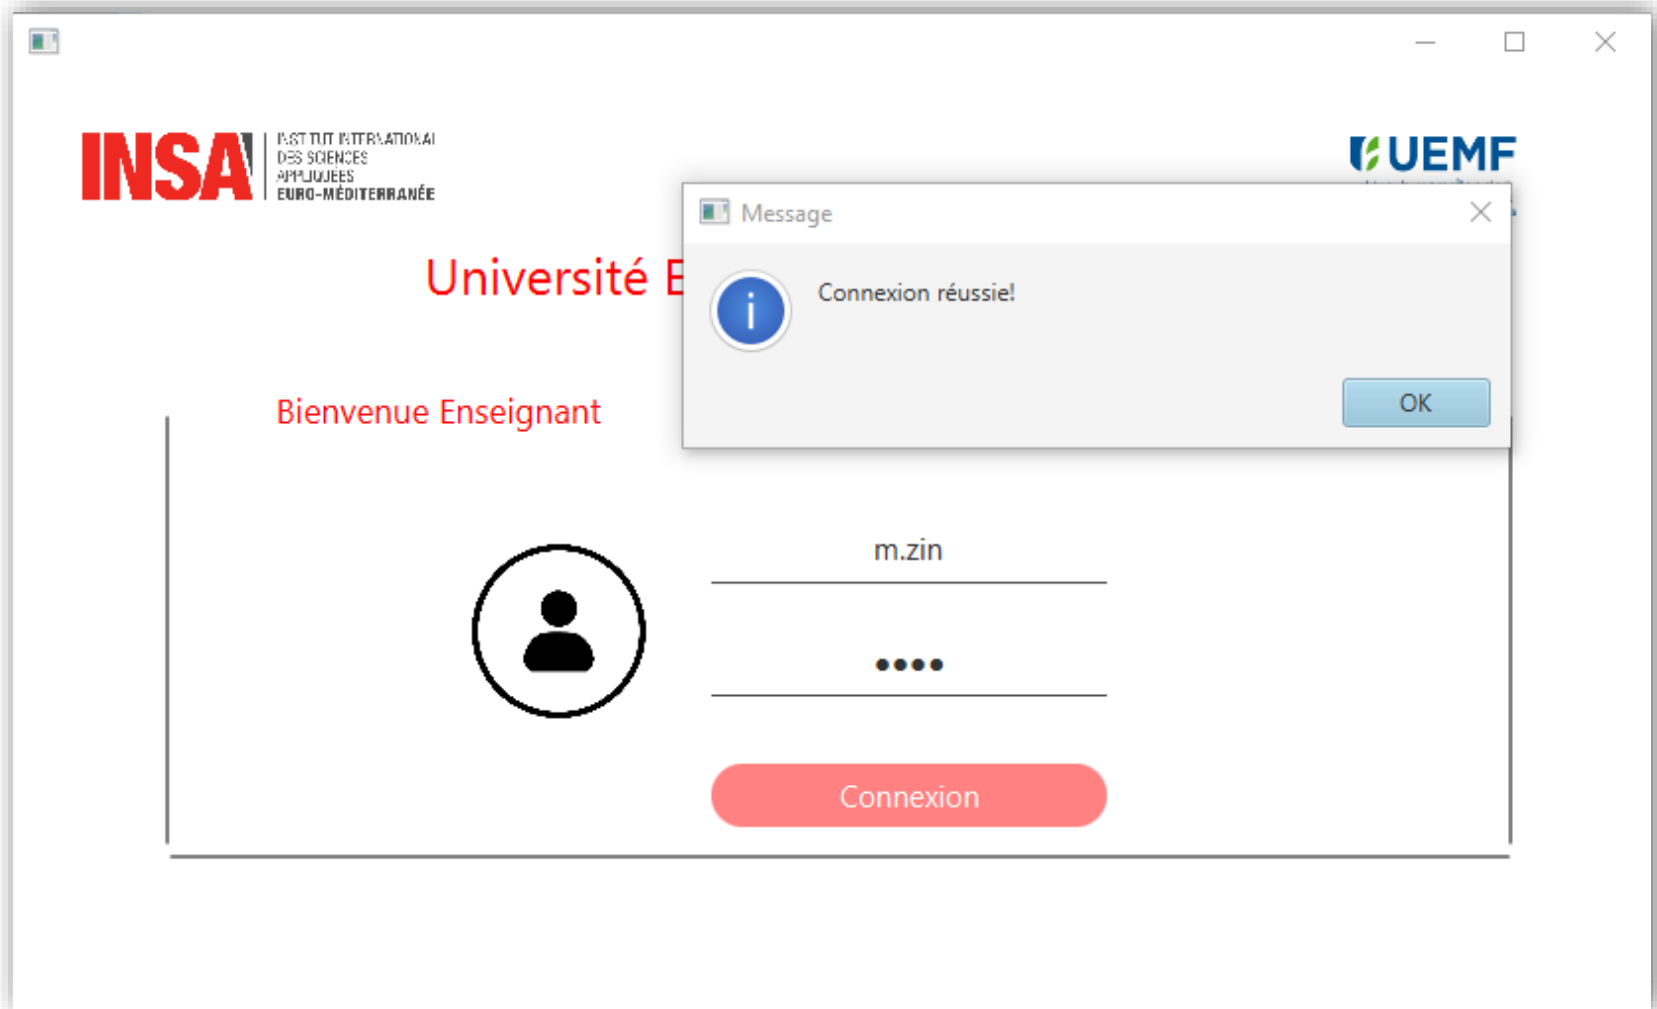 INSA
INSTITUT INTERNATIONAL
DES SCIENCES
APPLIQUEES
EURO-MÉDITERRANÉE
UEMF
Message
Université E
Connexion réussie!
OK
Bienvenue Enseignant
m.zin
••••
Connexion